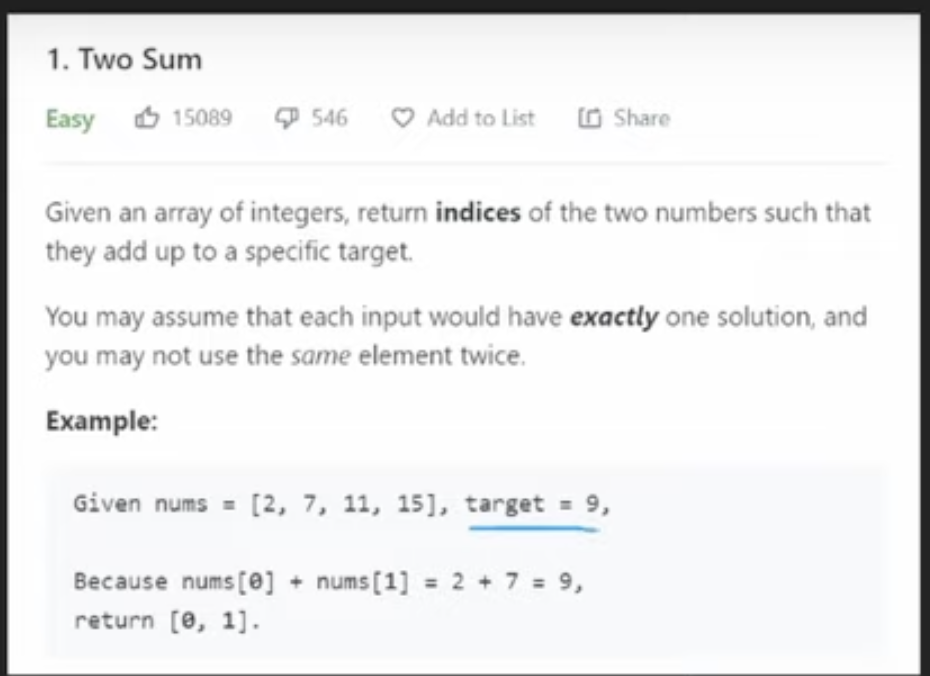 1. Two Sum
Easy 15089 546 Add to List Share
Given an array of integers, return indices of the two numbers such that
they add up to a specific target.
You may assume that each input would have exactly one solution, and
you may not use the same element twice.
Example:
Given nums = [2, 7, 11, 15], target = 9,
Because nums[0] + nums[1] = 2 + 7 = 9,
return [0, 1].